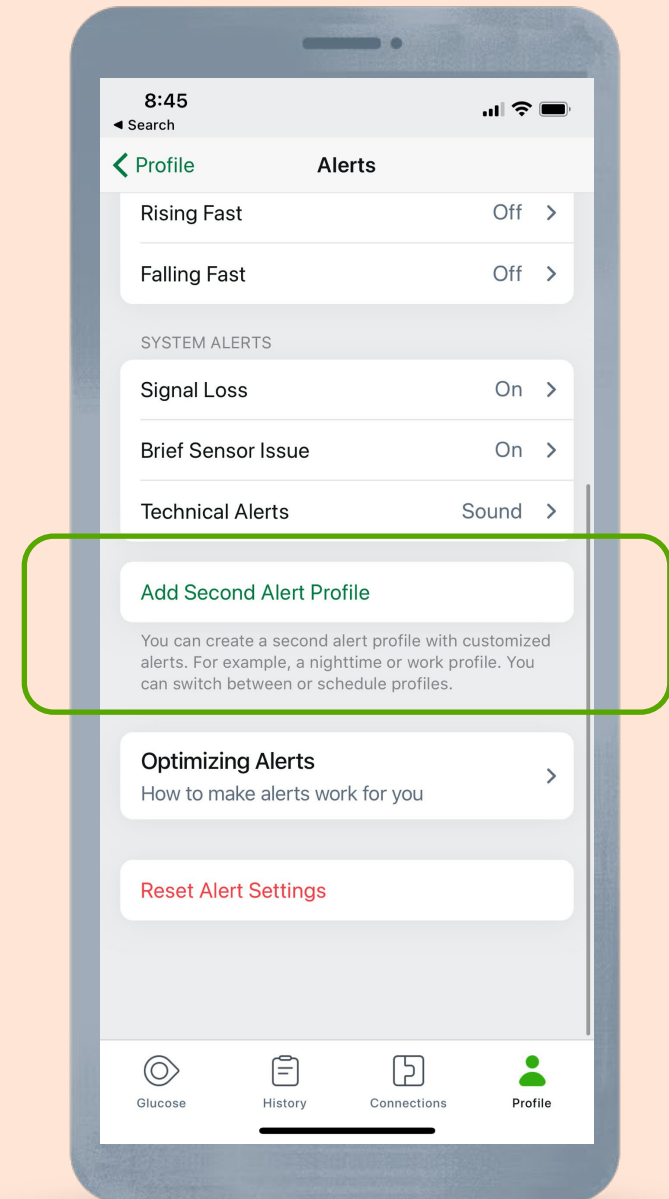 8:45
◀ Search
Profile
Alerts
Rising Fast Off
Falling Fast Off
SYSTEM ALERTS
Signal Loss On
Brief Sensor Issue On
Technical Alerts Sound
Add Second Alert Profile
You can create a second alert profile with customized
alerts. For example, a nighttime or work profile. You
can switch between or schedule profiles.
Optimizing Alerts
How to make alerts work for you
Reset Alert Settings
Glucose History Connections Profile